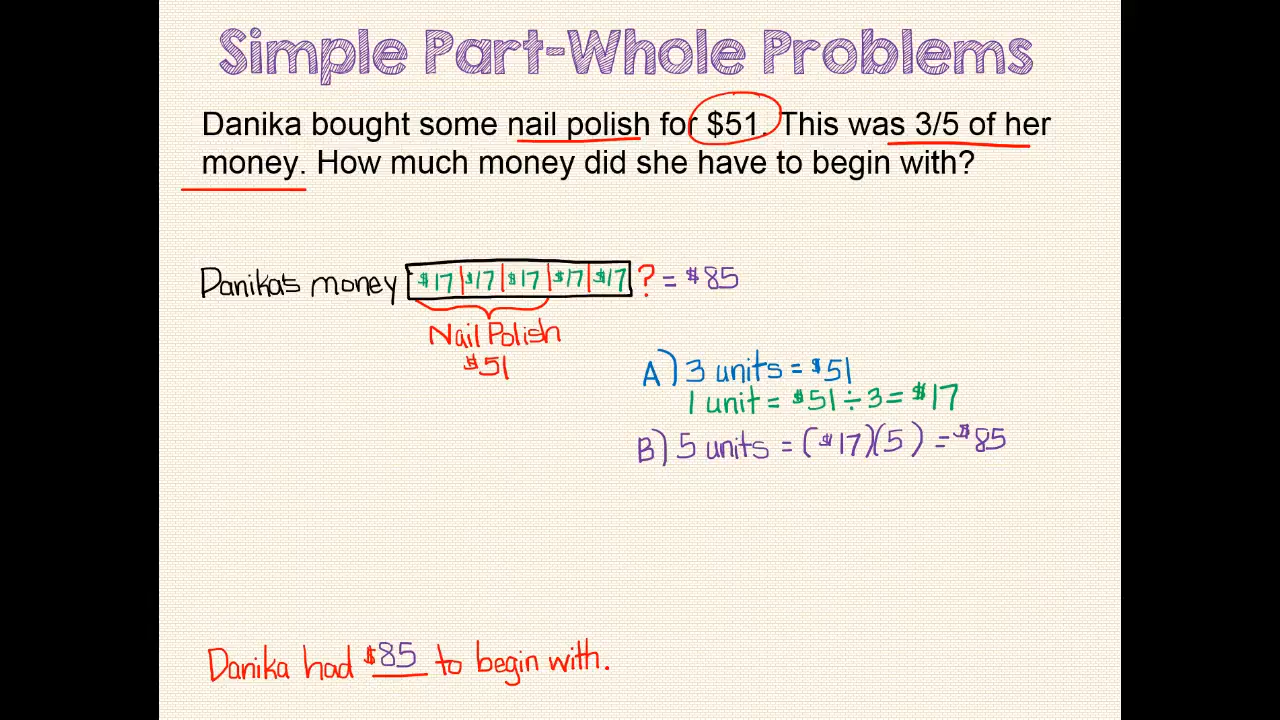 Simple Part-Whole Problems
Danika bought some nail polish for $51. This was 3/5 of her
money. How much money did she have to begin with?
Danika's money $17 $17 $17 $17 $17 ? = $85
Nail Polish
$51
A) 3 units = $51
1 unit = $51 ÷ 3 = $17
B) 5 units = ($17)(5) = $85
Danika had $85 to begin with.